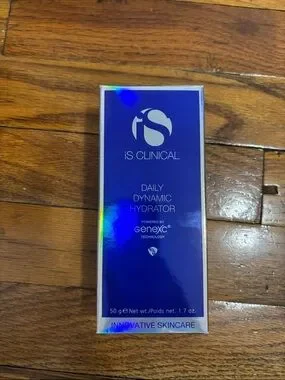 iS
iS CLINICAL
DAILY
DYNAMIC
HYDRATOR
POWERED BY
GENEXC®
TECHNOLOGY
50 g e Net wt./Poids net. 1.7 oz.
INNOVATIVE SKINCARE